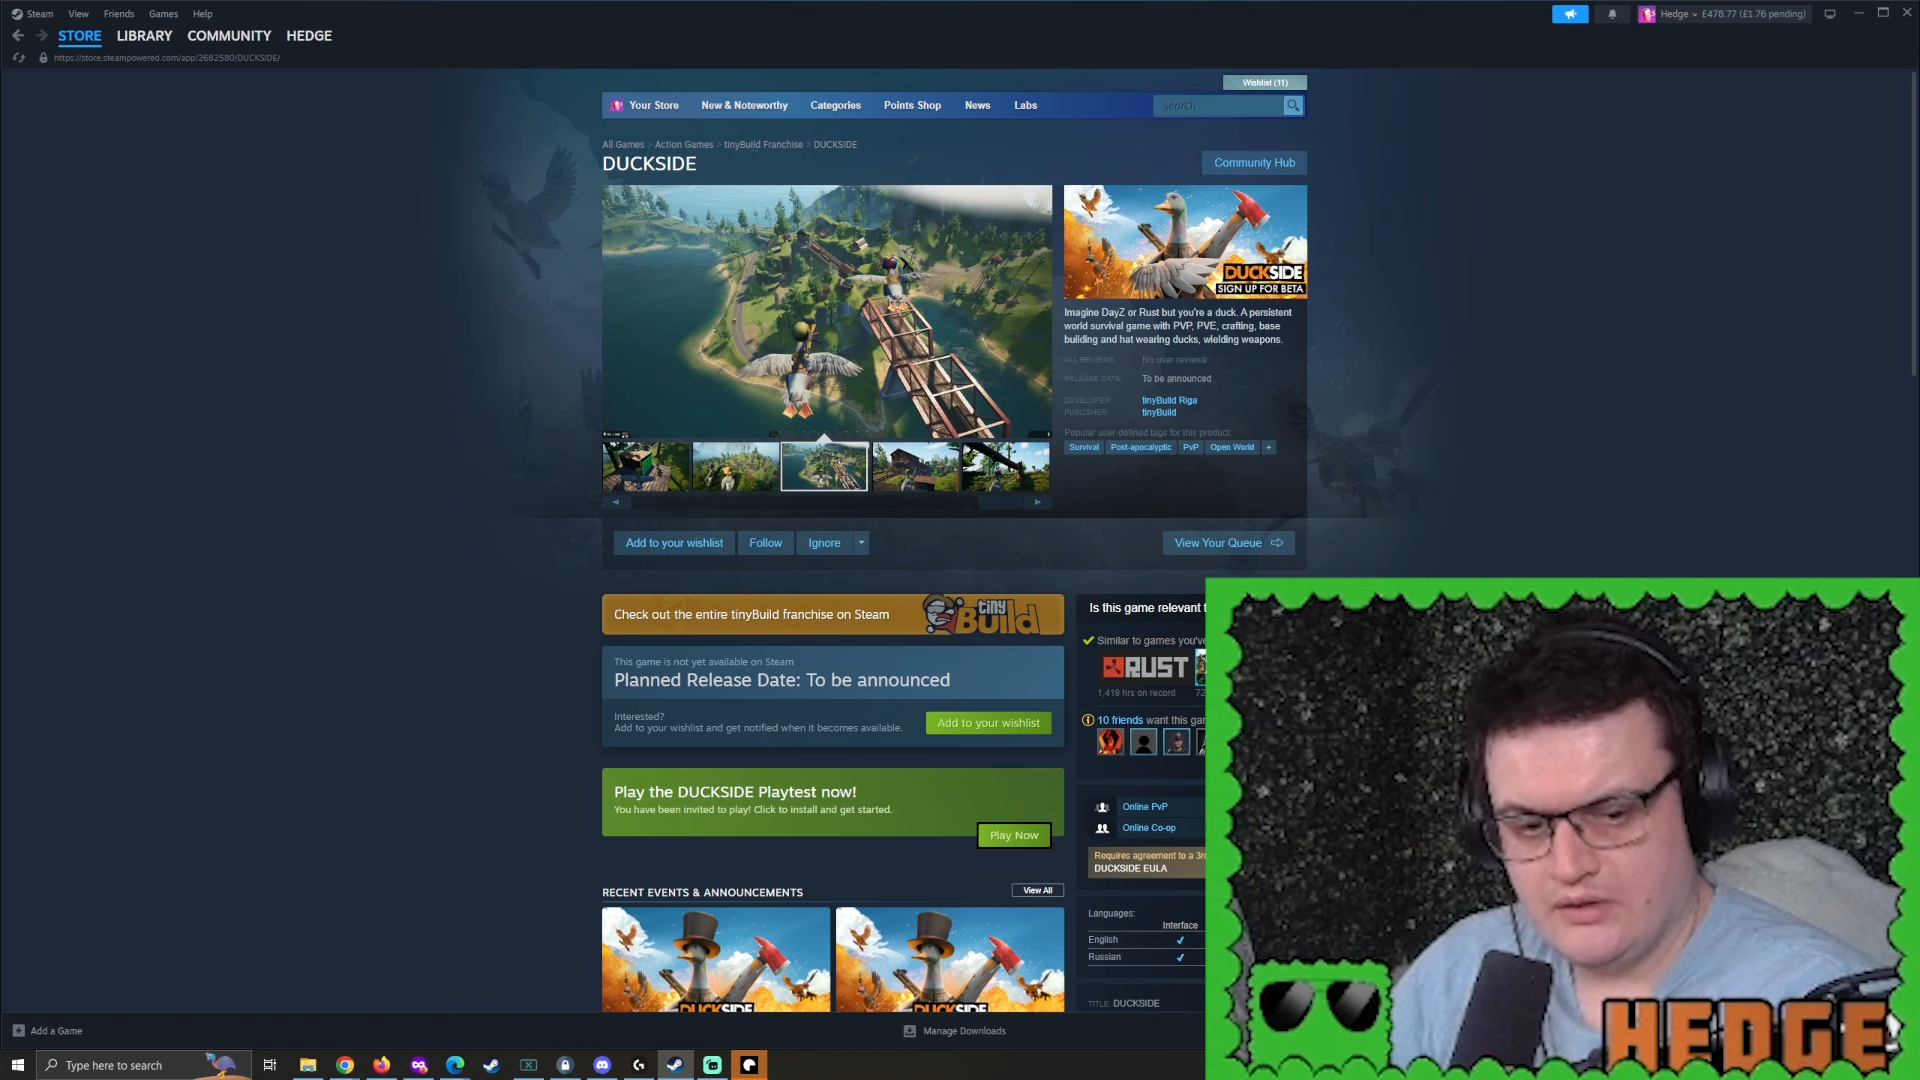 Steam View Friends Games Help
Hedge £478.77 (£1.76 pending)
STORE LIBRARY COMMUNITY HEDGE
https://store.steampowered.com/app/2682580/DUCKSIDE/
Wishlist (11)
Your Store New & Noteworthy Categories Points Shop News Labs
search
All Games > Action Games > tinyBuild Franchise > DUCKSIDE
DUCKSIDE
Community Hub
DUCKSIDE
SIGN UP FOR BETA
Imagine DayZ or Rust but you're a duck. A persistent
world survival game with PVP, PVE, crafting, base
building and hat wearing ducks, wielding weapons.
ALL REVIEWS: No user reviews
RELEASE DATE: To be announced
DEVELOPER: tinyBuild Riga
PUBLISHER: tinyBuild
Popular user-defined tags for this product:
Survival Post-apocalyptic PvP Open World +
Add to your wishlist Follow Ignore
View Your Queue
Check out the entire tinyBuild franchise on Steam
tiny
Build
Is this game relevant t
This game is not yet available on Steam
Planned Release Date: To be announced
Interested?
Add to your wishlist and get notified when it becomes available.
Add to your wishlist
Similar to games you've
RUST
1,419 hrs on record 72
10 friends want this gam
Play the DUCKSIDE Playtest now!
You have been invited to play! Click to install and get started.
Play Now
Online PvP
Online Co-op
Requires agreement to a 3r
DUCKSIDE EULA
RECENT EVENTS & ANNOUNCEMENTS
View All
DUCKSIDE
DUCKSIDE
Languages:
Interface
English
Russian
TITLE: DUCKSIDE
HEDGE
Add a Game
Manage Downloads
Type here to search